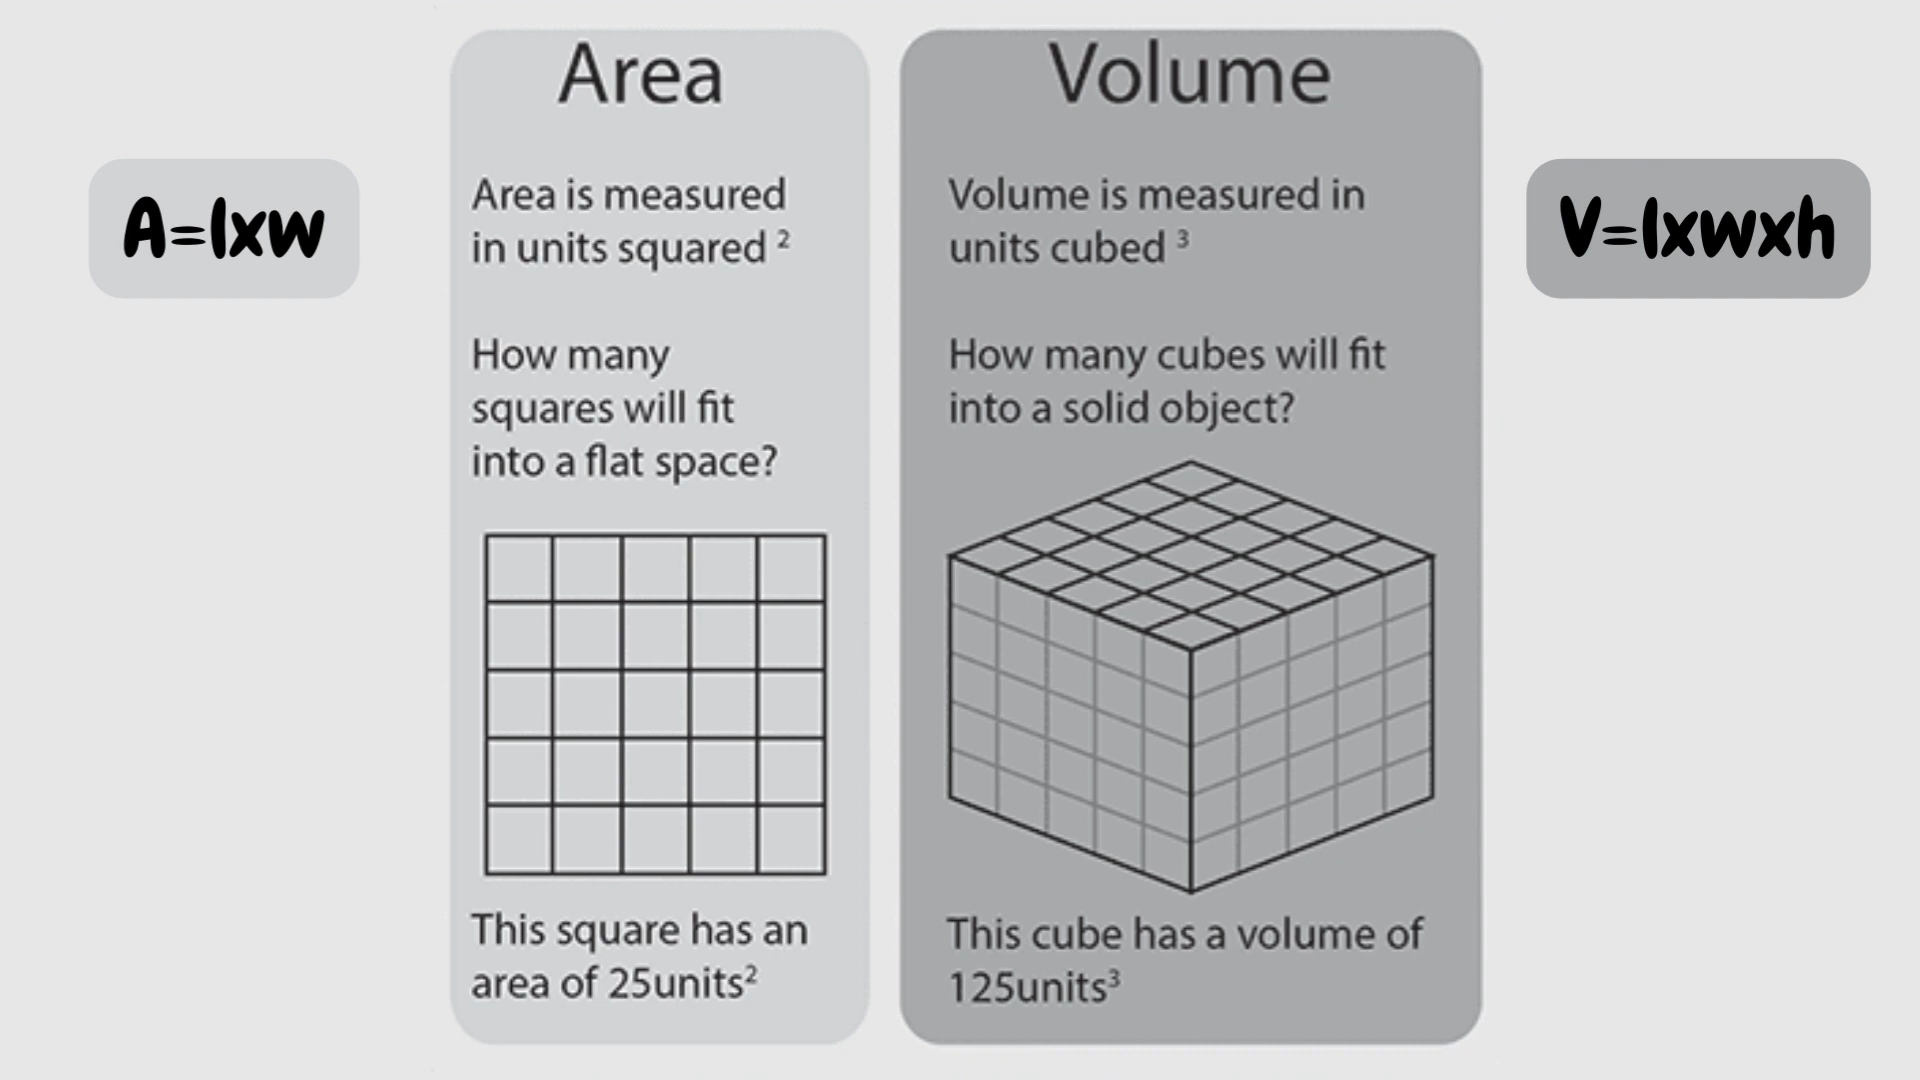 Area
A=lxw
Area is measured
in units squared ²
How many
squares will fit
into a flat space?
This square has an
area of 25units²
Volume
V=lxwxh
Volume is measured in
units cubed ³
How many cubes will fit
into a solid object?
This cube has a volume of
125units³